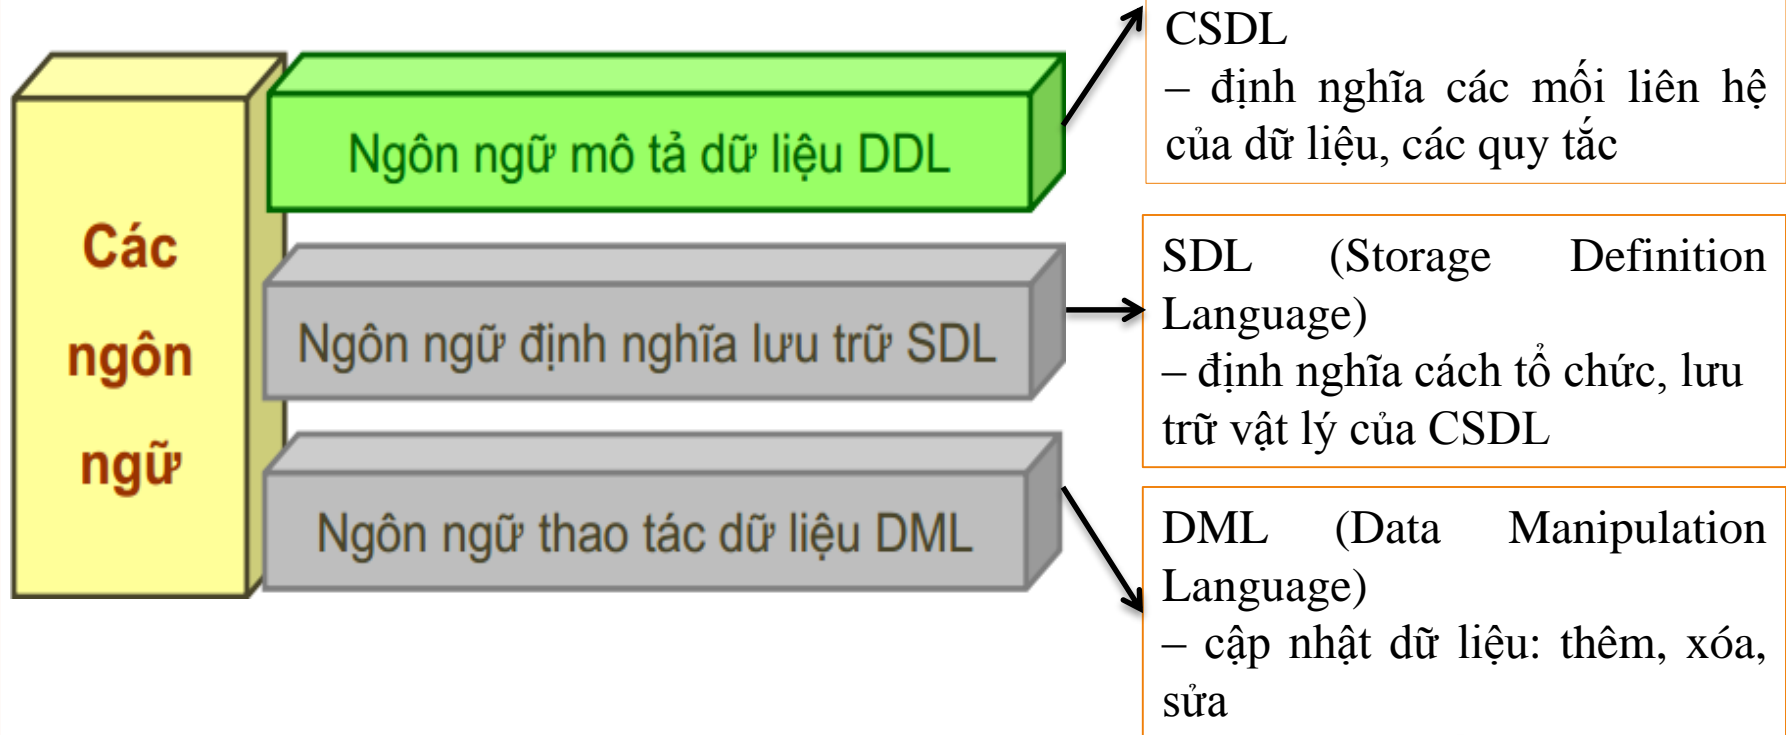 Các
ngôn
ngữ
Ngôn ngữ mô tả dữ liệu DDL
CSDL
– định nghĩa các mối liên hệ
của dữ liệu, các quy tắc
Ngôn ngữ định nghĩa lưu trữ SDL
SDL (Storage Definition
Language)
– định nghĩa cách tổ chức, lưu
trữ vật lý của CSDL
Ngôn ngữ thao tác dữ liệu DML
DML (Data Manipulation
Language)
– cập nhật dữ liệu: thêm, xóa,
sửa